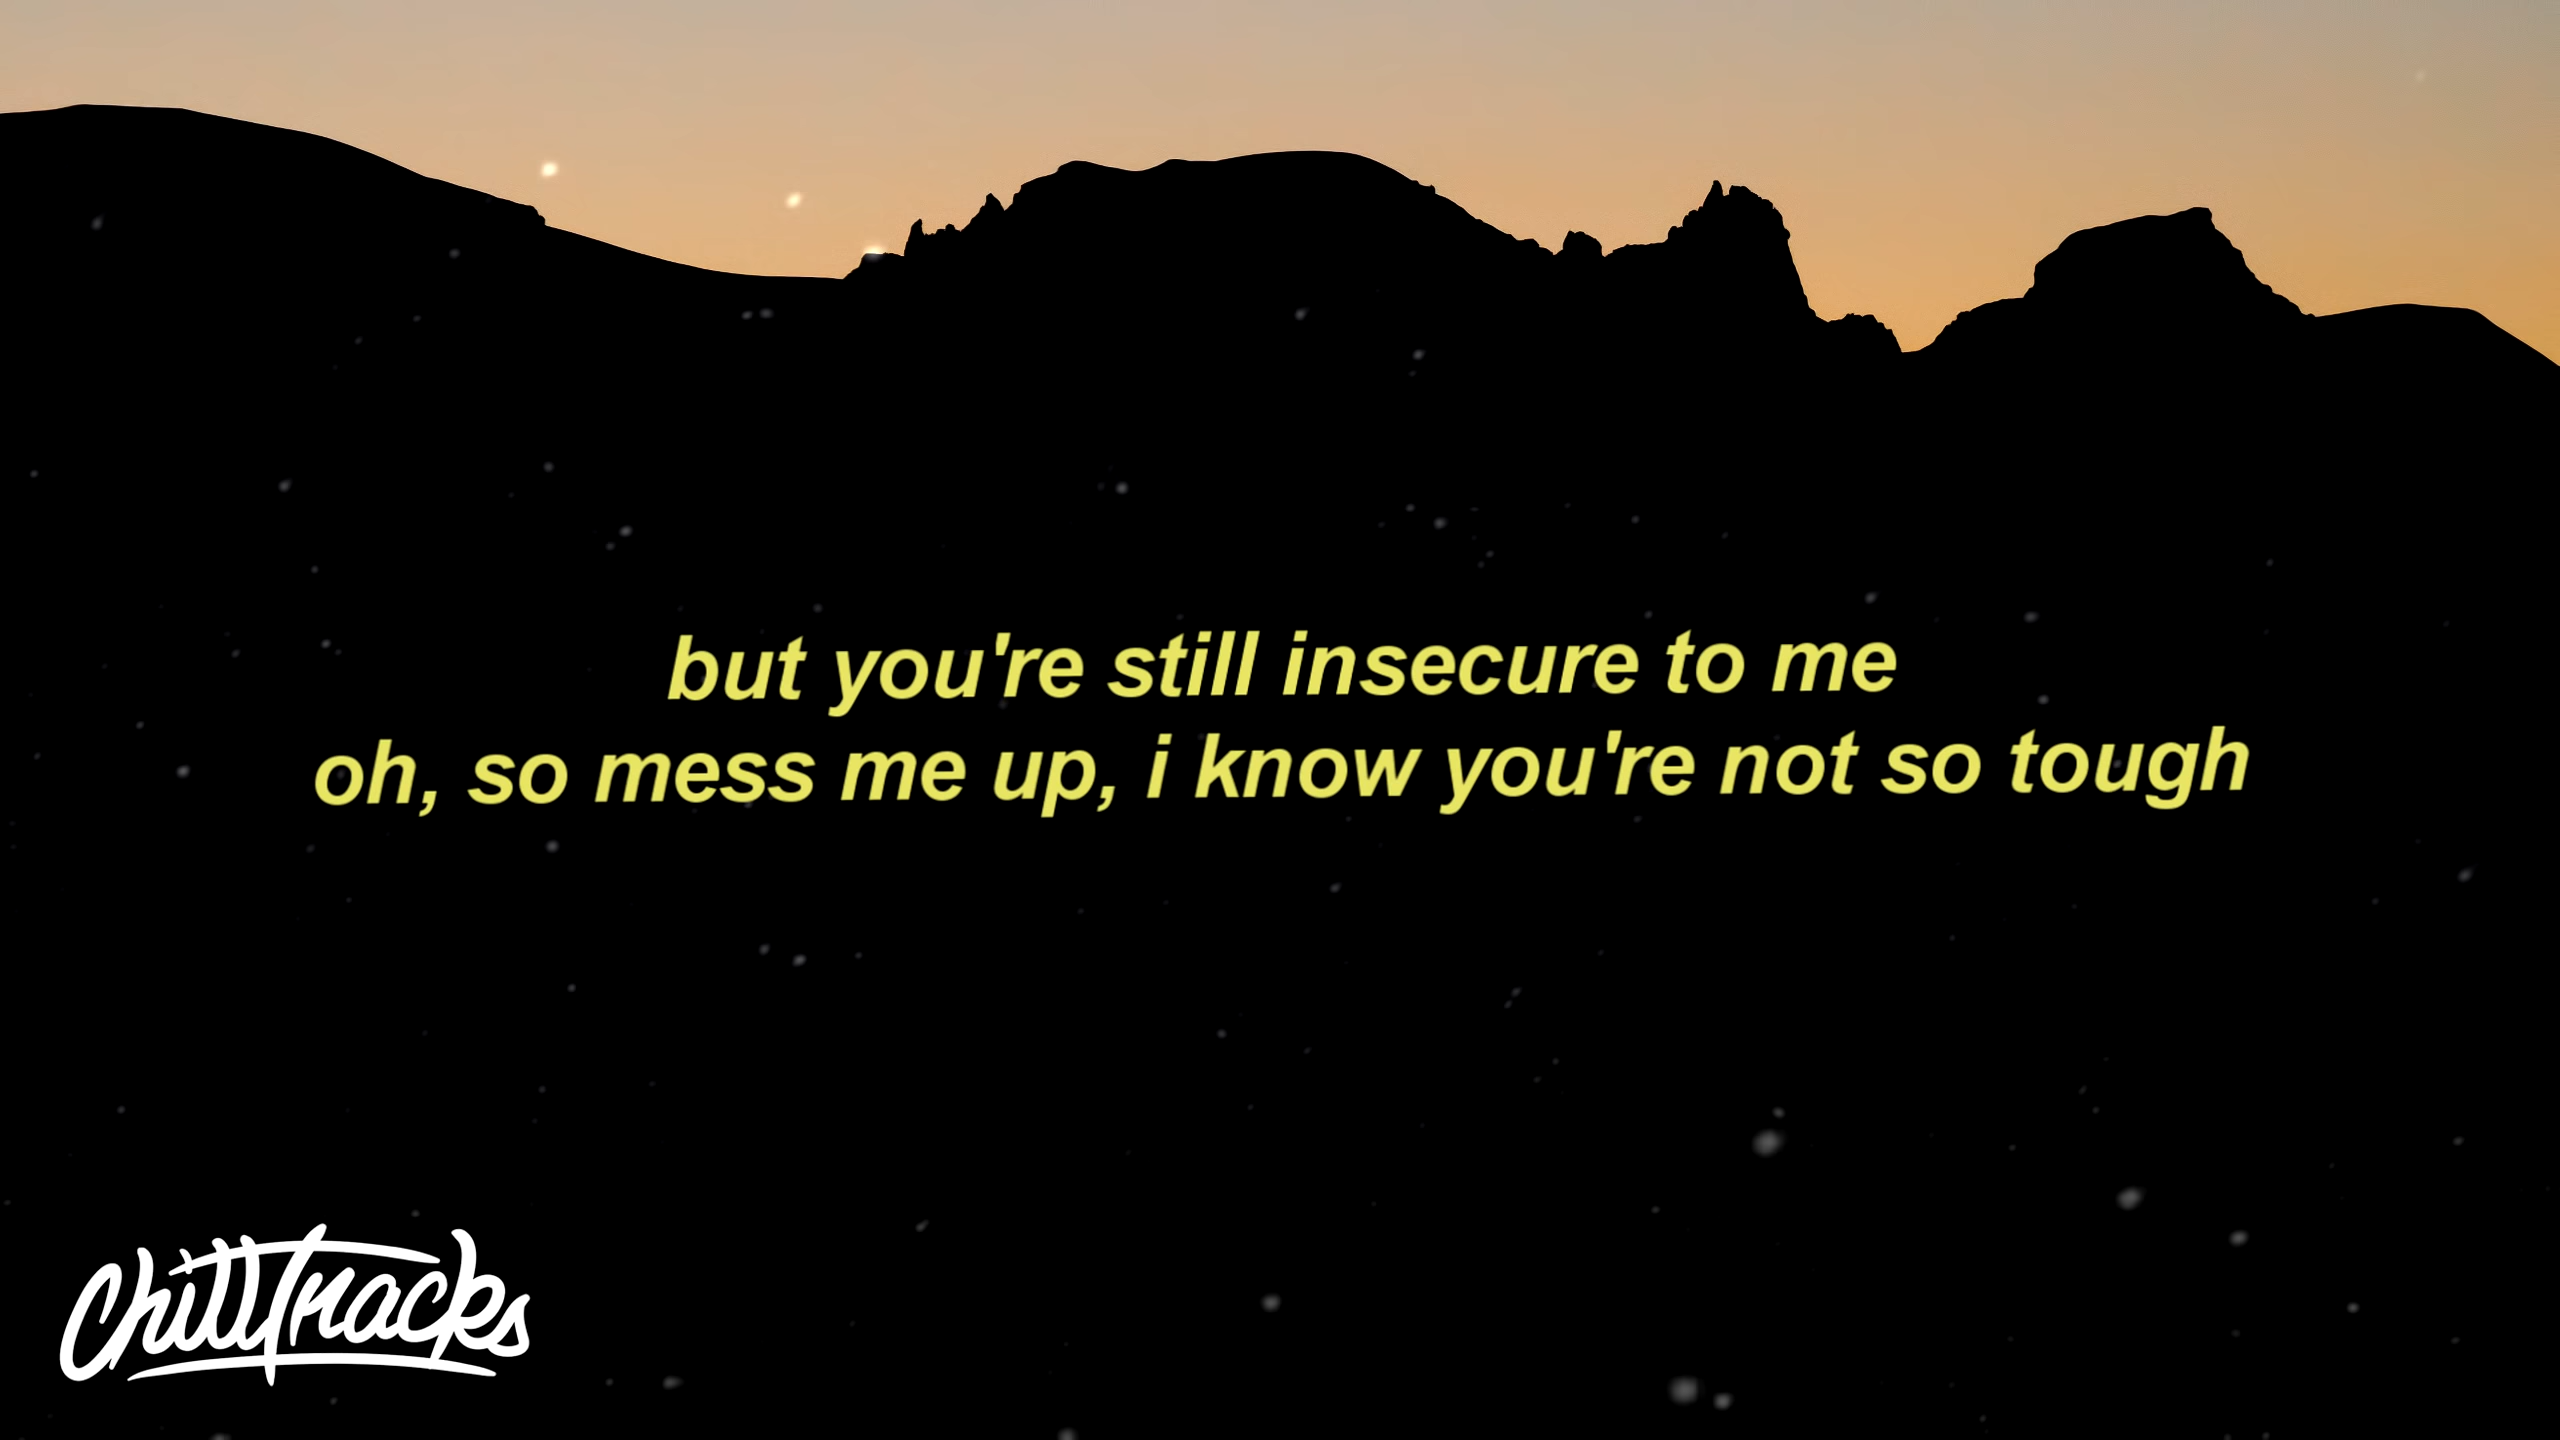 but you're still insecure to me
oh, so mess me up, i know you're not so tough
ChillTracks